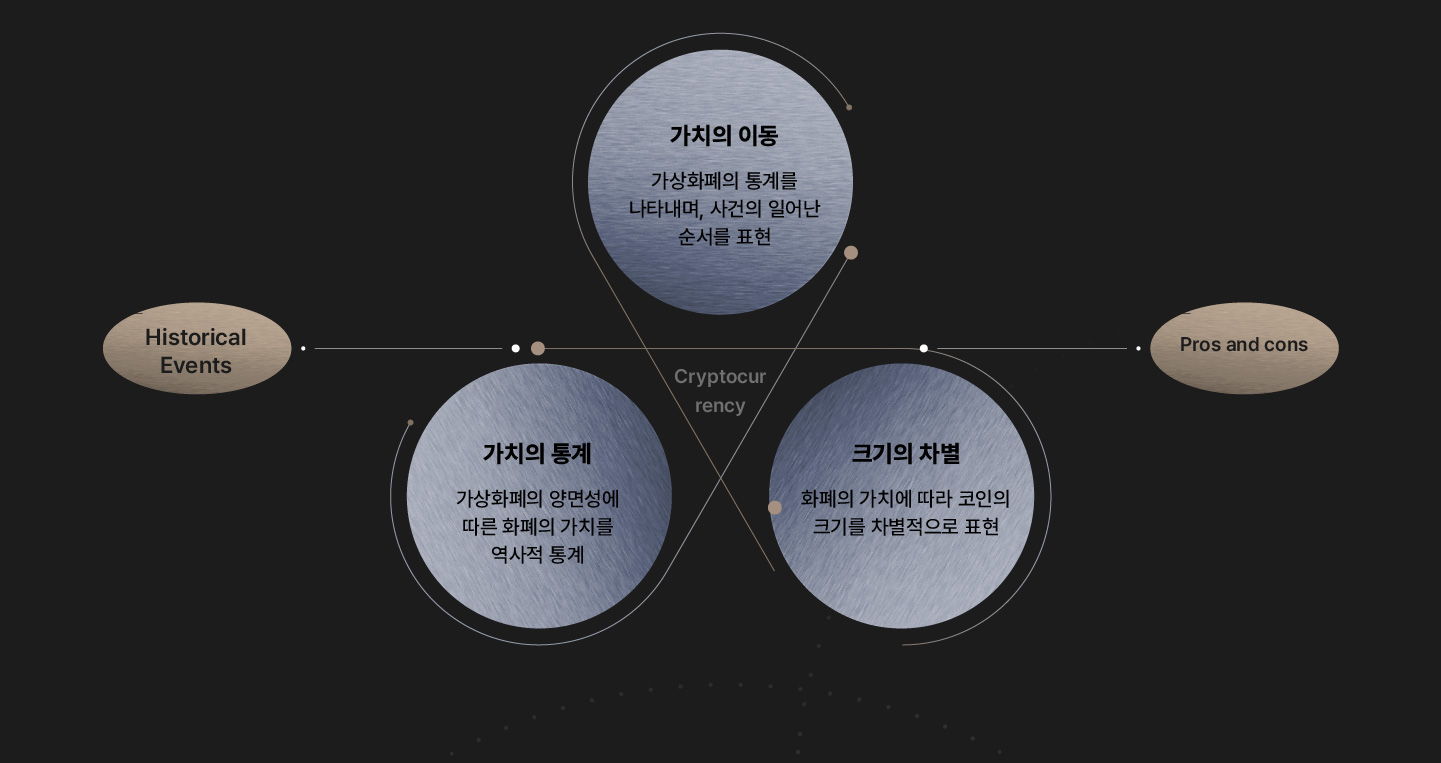 가치의 이동
가상화폐의 통계를
나타내며, 사건의 일어난
순서를 표현
Historical
Events
Pros and cons
Cryptocur
rency
가치의 통계
가상화폐의 양면성에
따른 화폐의 가치를
역사적 통계
크기의 차별
화폐의 가치에 따라 코인의
크기를 차별적으로 표현